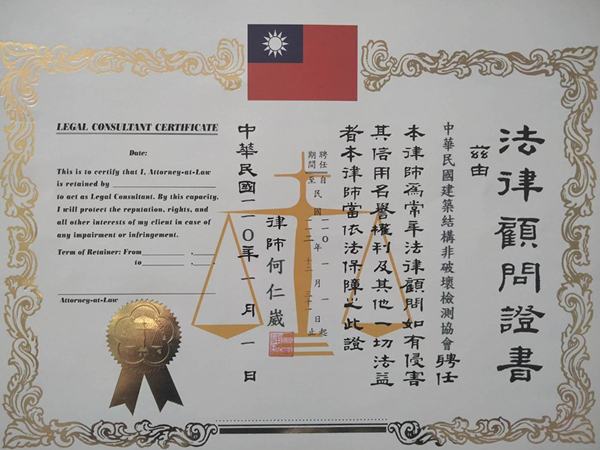 法律顧問證書
茲由
中華民國建築結構非破壞檢測協會聘任
本律師為常年法律顧問如有侵害
其信用名譽權利及其他一切法益
者本律師當依法保障之此證
聘任期間
自民國一一〇年一月一日起
至一一二 十二 三十一止
律師何仁崴
中華民國一一〇年一月一日
LEGAL CONSULTANT CERTIFICATE
Date:
This is to certify that I, Attorney-at-Law
is retained by
to act as Legal Consultant. By this capacity,
I will protect the reputation, rights, and
all other interests of my client in case of
any impairment or infringement.
Term of Retainer: From________ .____
to________ .____
Attorney-at-Law